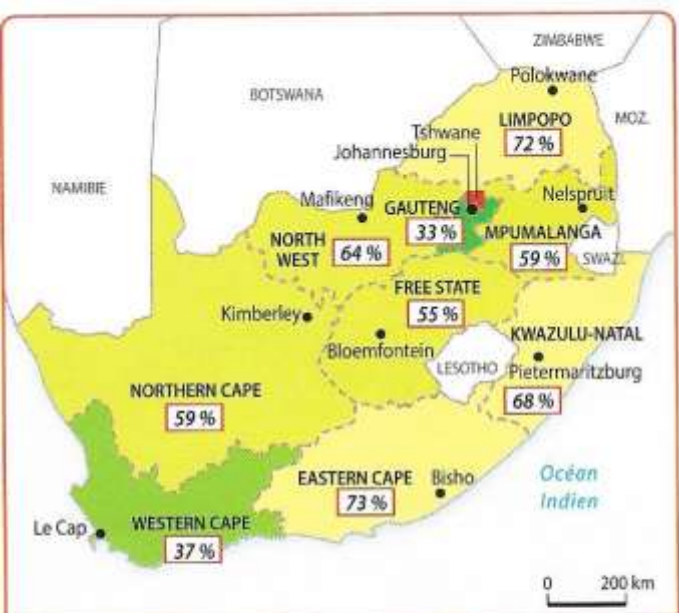 ZIMBABWE
Polokwane
BOTSWANA
LIMPOPO
MOZ.
72 %
Tshwane
Johannesburg
NAMIBIE
Mafikeng
Nelspruit
GAUTENG
33 %
NORTH
WEST
64 %
MPUMALANGA
59 %
SWAZ.
FREE STATE
55 %
Kimberley
KWAZULU-NATAL
Bloemfontein
LESOTHO
Pietermaritzburg
68 %
NORTHERN CAPE
59 %
EASTERN CAPE
73 %
Bisho
Océan
Indien
Le Cap
WESTERN CAPE
37 %
0 200 km